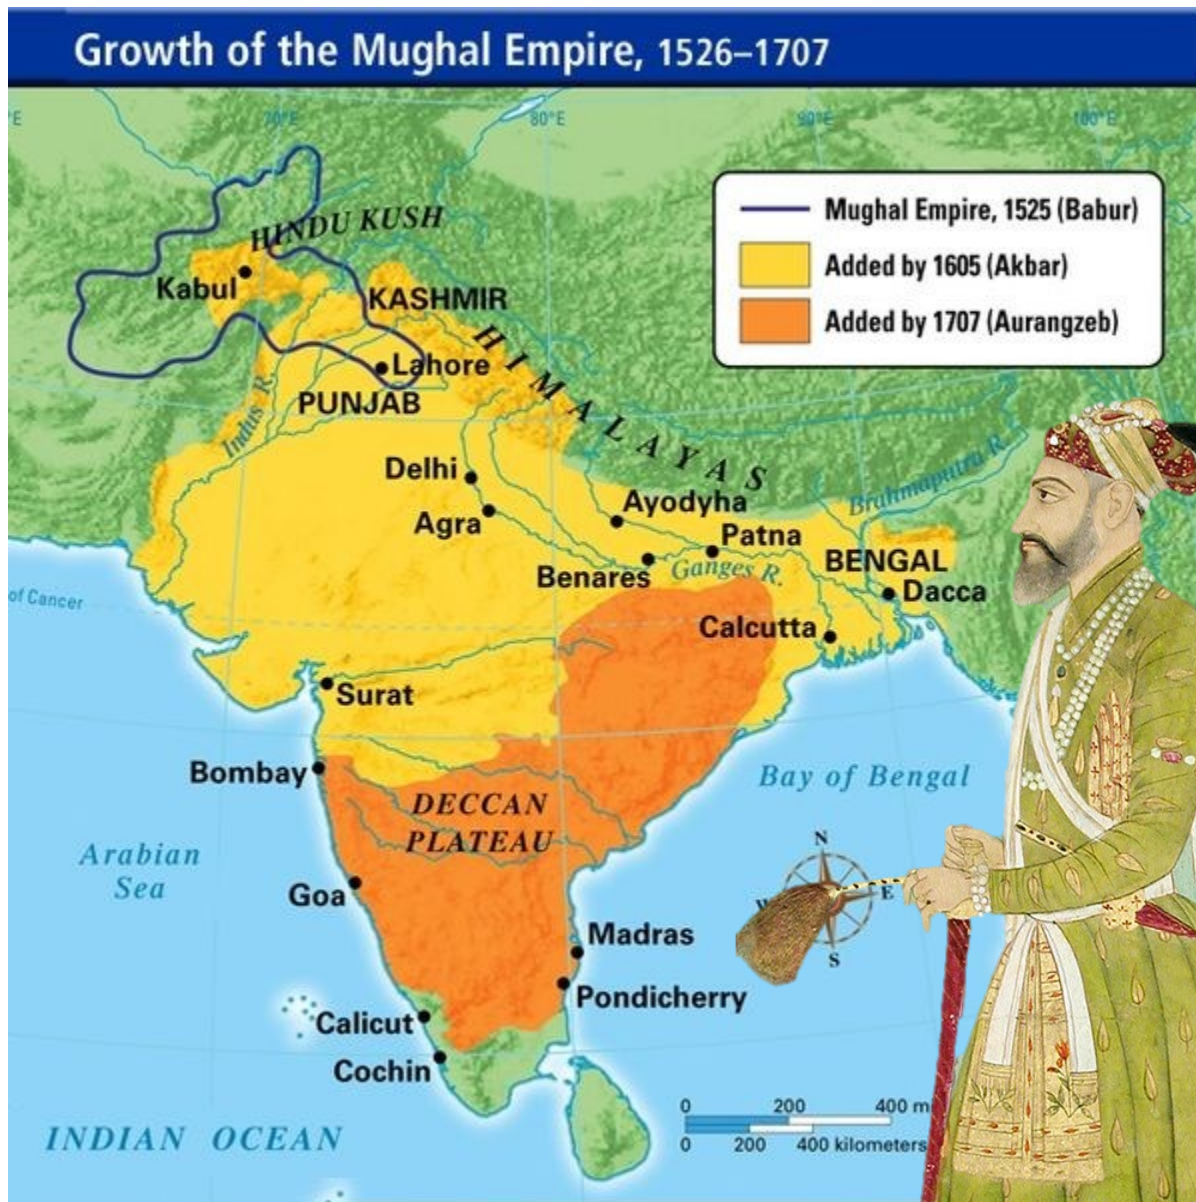 Growth of the Mughal Empire, 1526–1707
°E
70°E
80°E
90°E
100°E
Mughal Empire, 1525 (Babur)
Added by 1605 (Akbar)
Added by 1707 (Aurangzeb)
HINDU KUSH
Kabul
KASHMIR
HIMALAYAS
Lahore
PUNJAB
Indus R.
Delhi
Agra
Ayodyha
Brahmaputra R.
Patna
BENGAL
Benares
Ganges R.
Dacca
of Cancer
Calcutta
Surat
Bombay
Bay of Bengal
DECCAN
PLATEAU
Arabian
Sea
N
W
E
S
Goa
Madras
Pondicherry
Calicut
Cochin
0 200 400 m
0 200 400 kilometers
INDIAN OCEAN